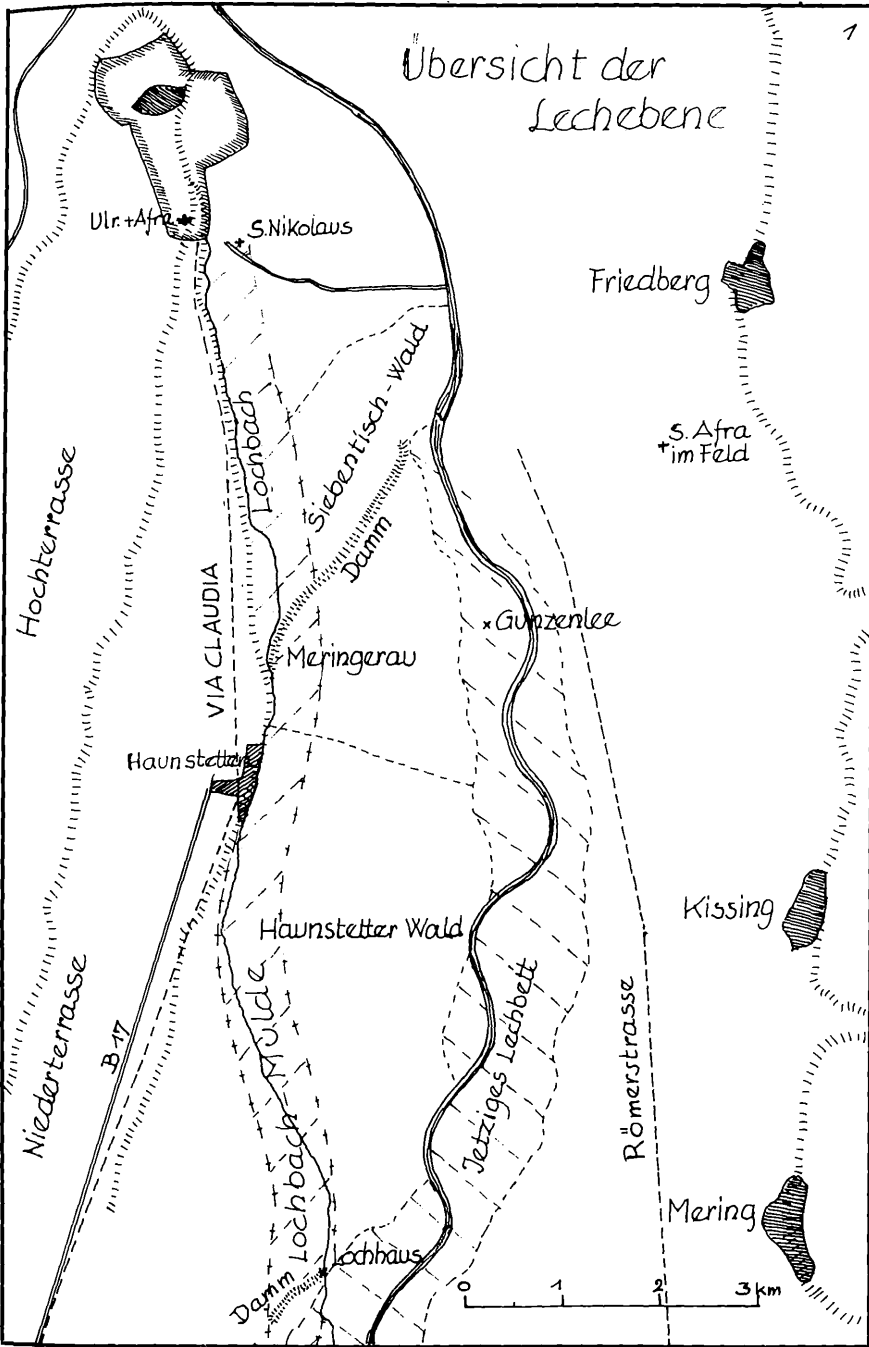 1
Übersicht der
Lechebene
Ulr.+Afra
S.Nikolaus
Friedberg
Siebentisch-Wald
Lochbach
S. Afra
im Feld
Hochterrasse
Damm
VIA CLAUDIA
Gunzenlee
Meringerau
Haunstetten
Kissing
Haunstetter Wald
Niederterrasse
B 17
Lochbach-Mulde
Jetziges Lechbett
Römerstrasse
Mering
Lochhaus
Damm
0 1 2 3 km